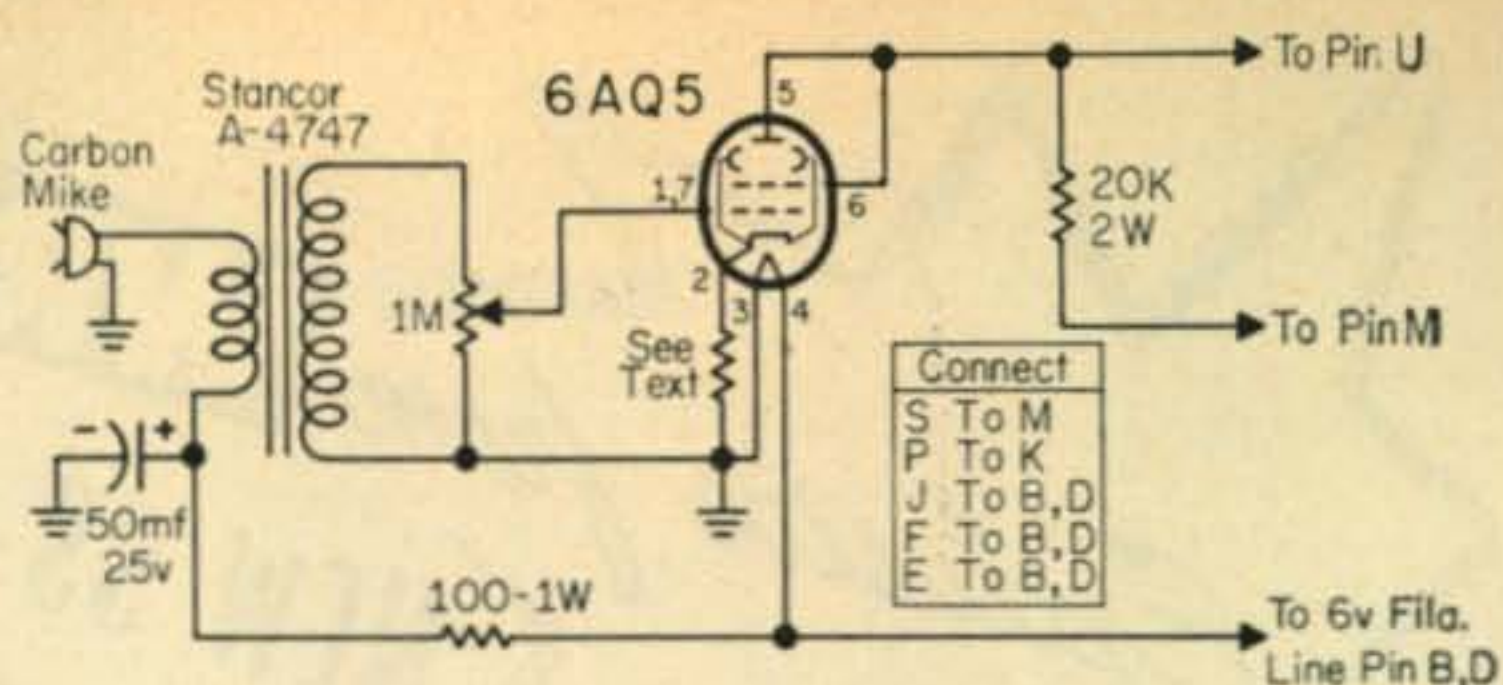 Carbon
Mike
Stancor
A-4747
6AQ5
5
1,7
6
2
3
4
1M
See
Text
20K
2W
To Pin U
To Pin M
Connect
S To M
P To K
J To B,D
F To B,D
E To B,D
-
+
50mf
25v
100-1W
To 6v Fila.
Line Pin B,D